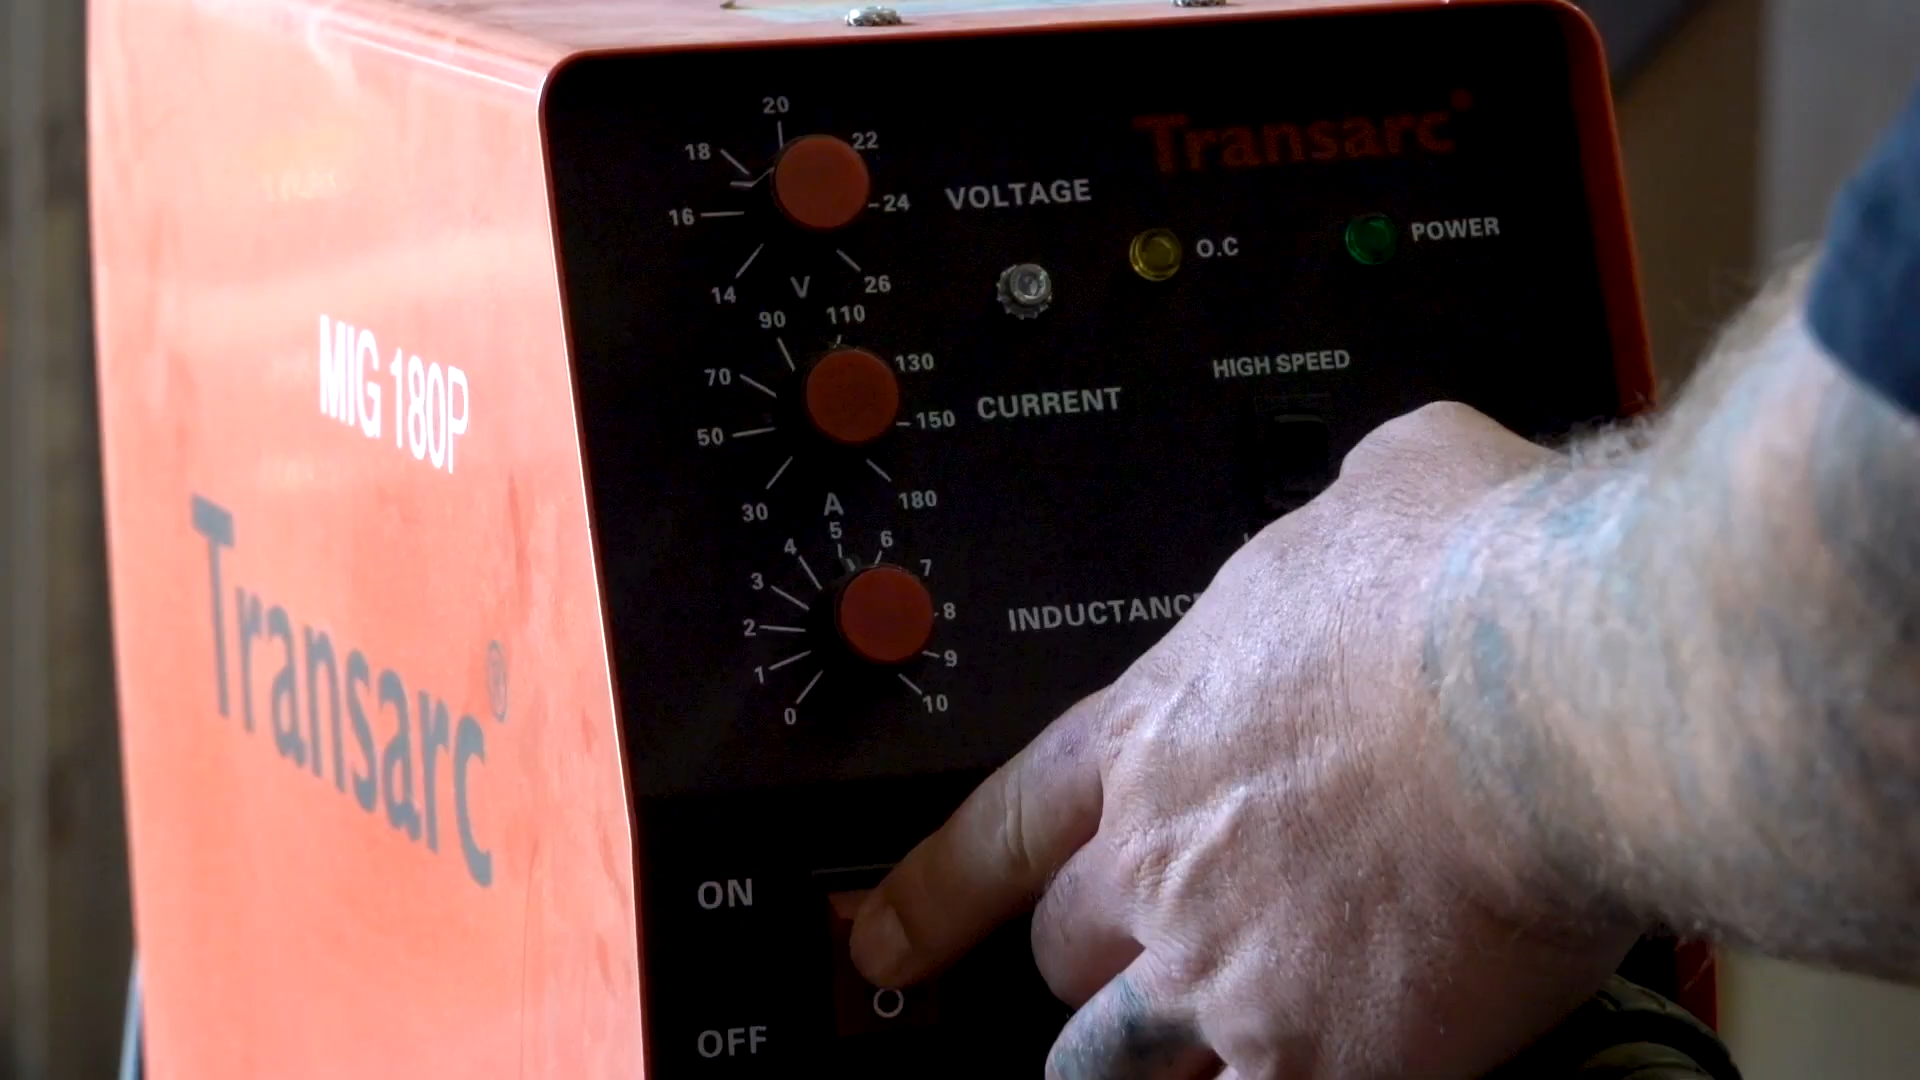 MIG 180P
Transarc®
Transarc
20
18
22
16
24
VOLTAGE
14
V
26
O.C
POWER
90
110
70
130
50
150
CURRENT
30
A
180
HIGH SPEED
5
4
6
3
7
2
8
INDUCTANC
1
9
0
10
ON
OFF